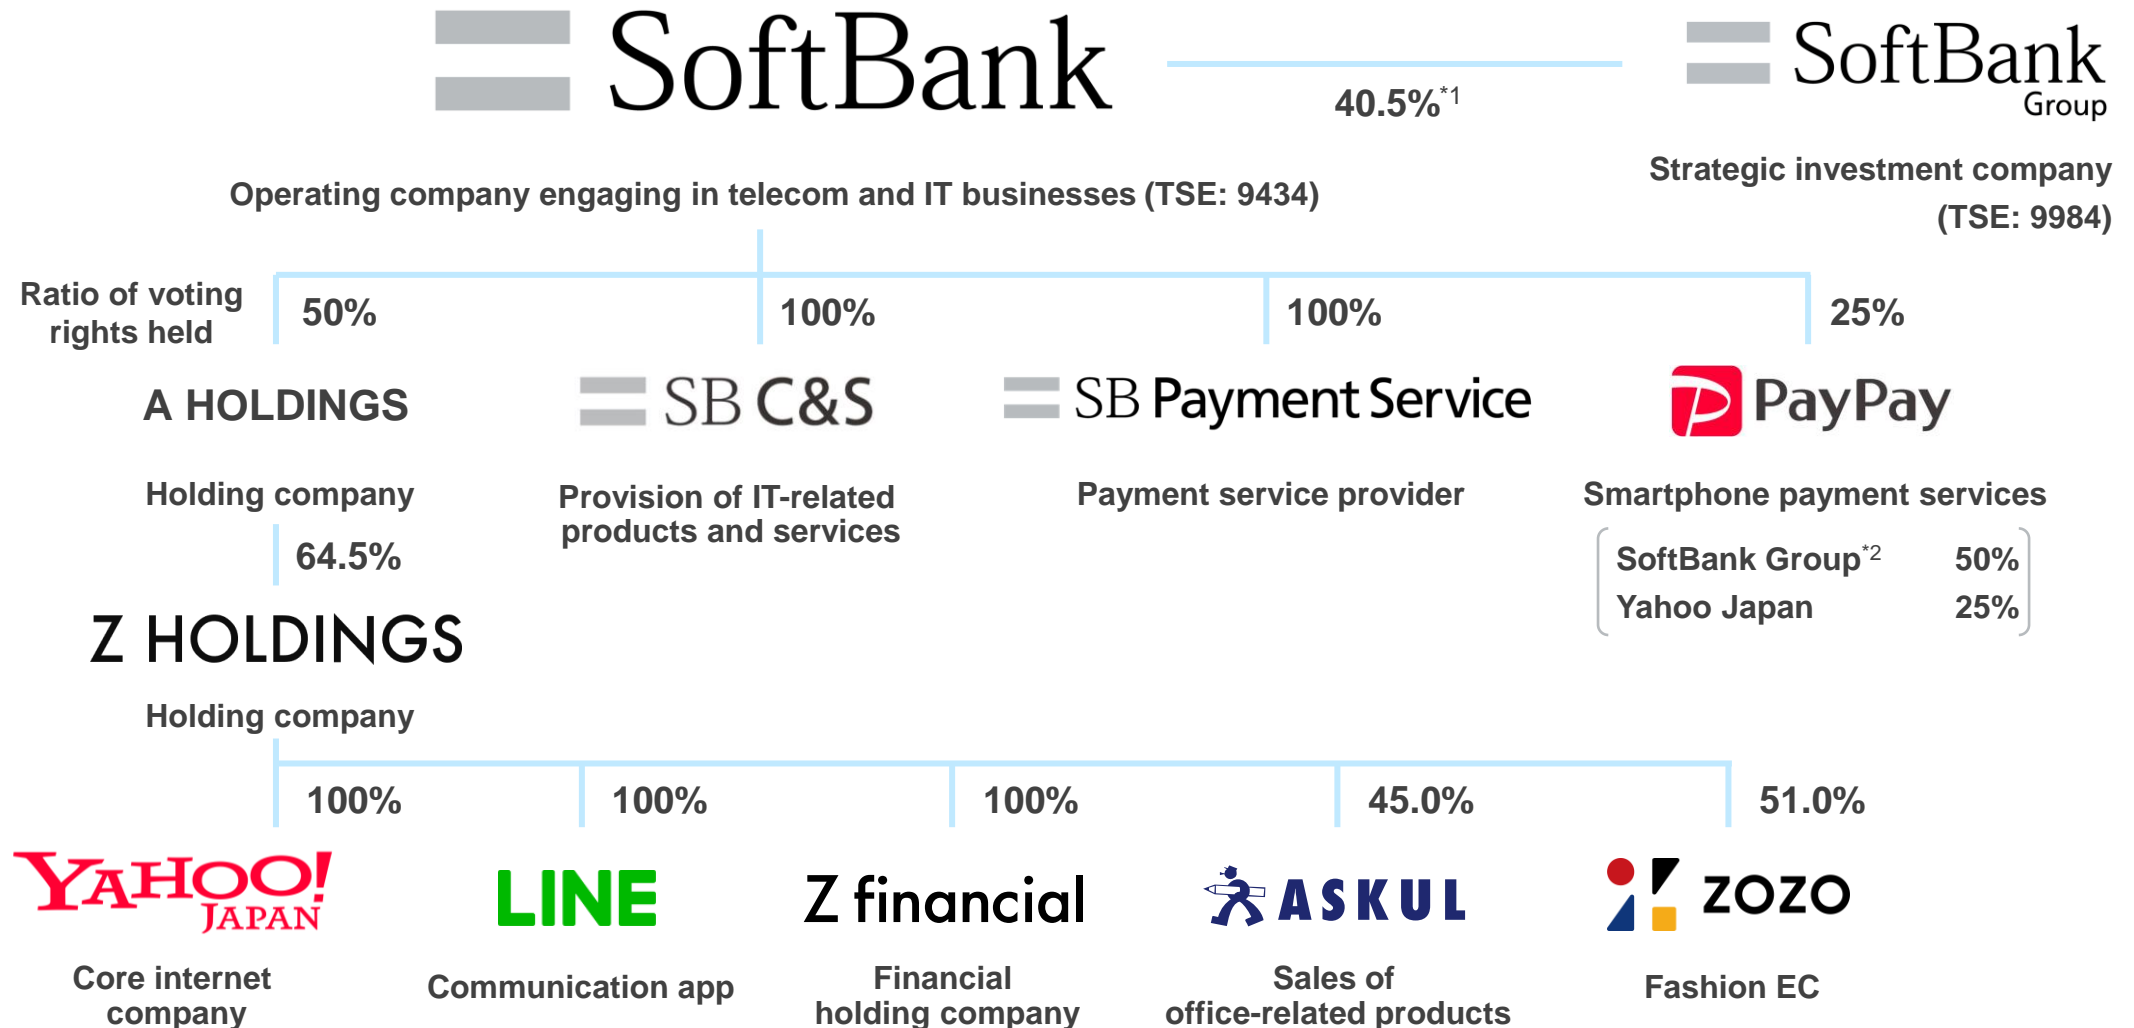 SoftBank
SoftBank
Group
40.5%*1
Strategic investment company
(TSE: 9984)
Operating company engaging in telecom and IT businesses (TSE: 9434)
Ratio of voting
rights held
50%
100%
100%
25%
A HOLDINGS
SB C&S
SB Payment Service
PayPay
Holding company
Provision of IT-related
products and services
Payment service provider
Smartphone payment services
SoftBank Group*2 50%
Yahoo Japan 25%
64.5%
Z HOLDINGS
Holding company
100%
100%
100%
45.0%
51.0%
YAHOO!
JAPAN
LINE
Z financial
ASKUL
ZOZO
Core internet
company
Communication app
Financial
holding company
Sales of
office-related products
Fashion EC